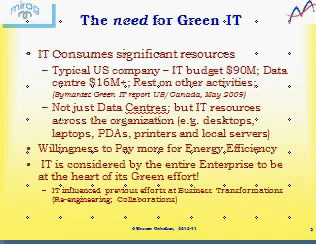 mirag
The need for Green IT
• IT Consumes significant resources
– Typical US company – IT budget $90M; Data
centre $16M+; Rest on other activities
(Symantec Green IT report US/Canada, May 2009)
– Not just Data Centres; but IT resources
across the organization (e.g. desktops,
laptops, PDAs, printers and local servers)
• Willingness to Pay more for Energy Efficiency
• IT is considered by the entire Enterprise to be
at the heart of its Green effort!
– IT influenced previous efforts at Business Transformations
(Re-engineering; Collaborations)